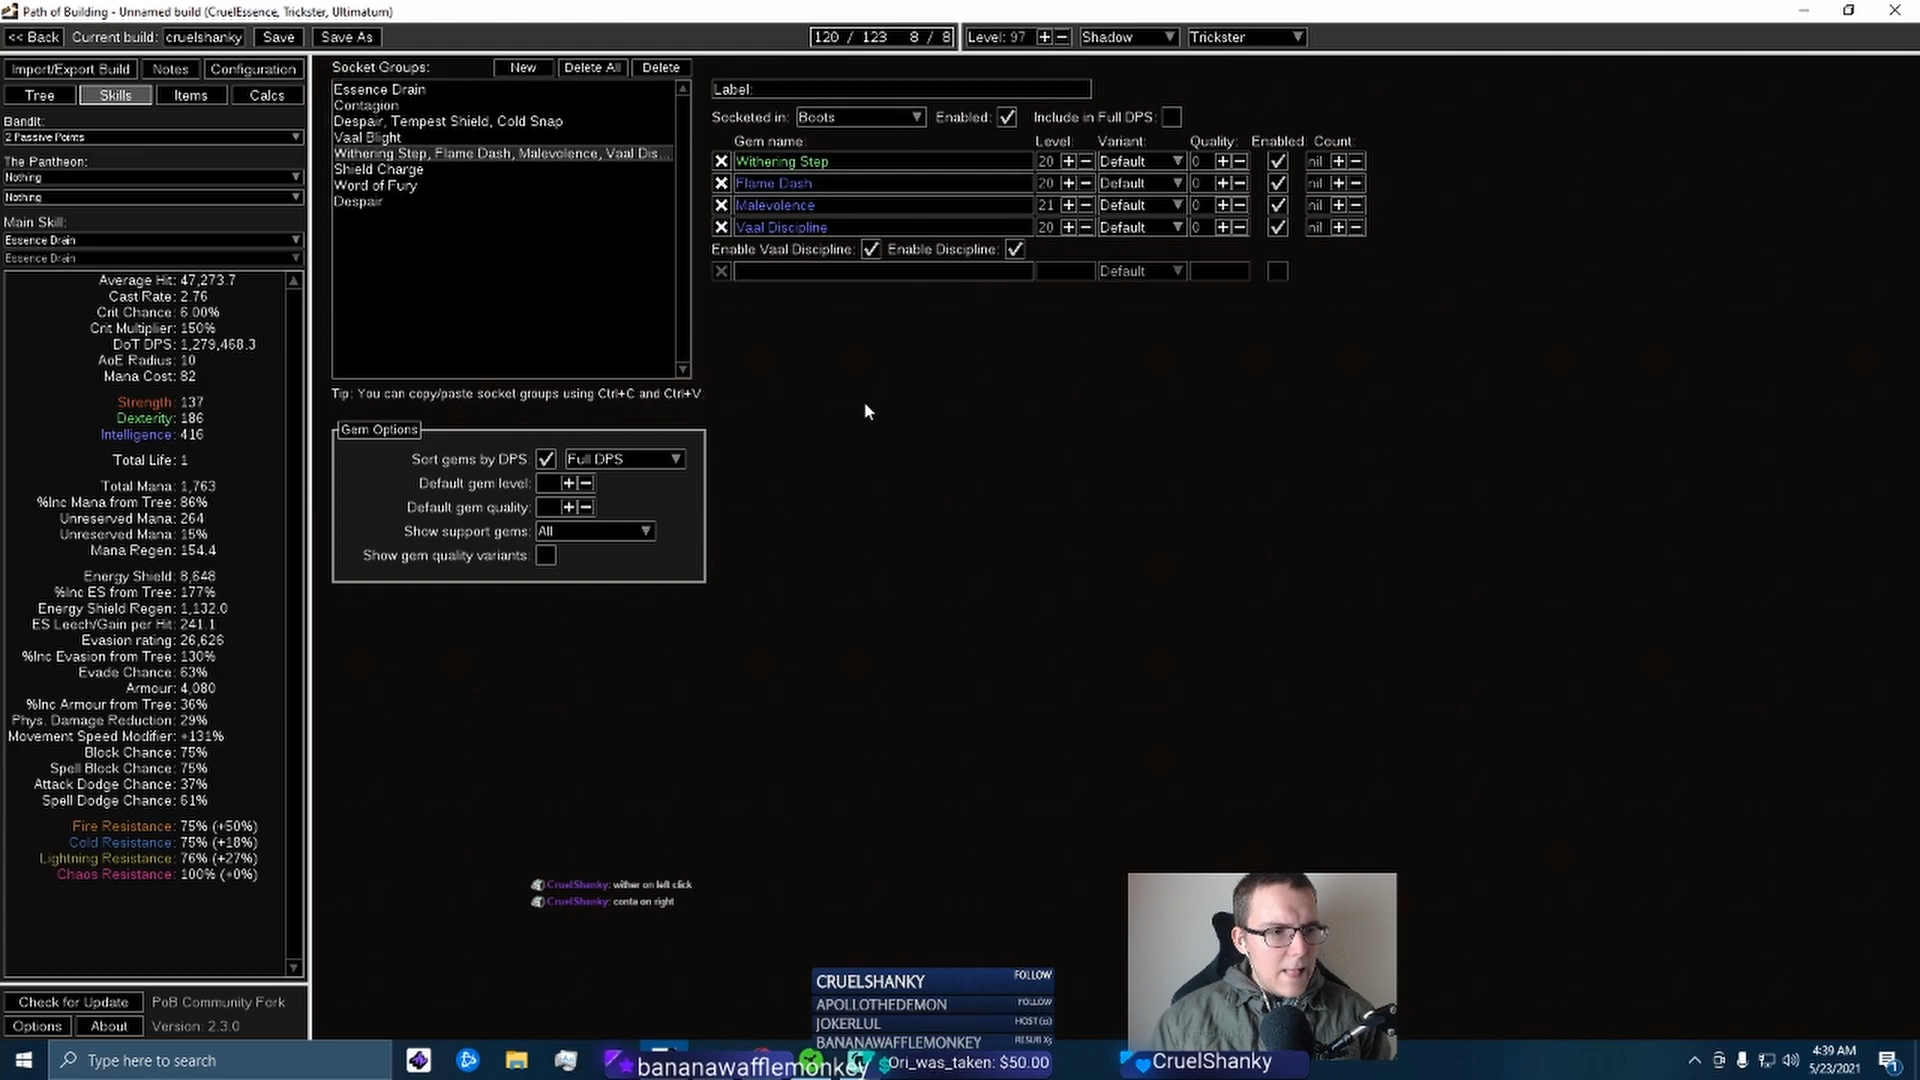 Path of Building - Unnamed build (CruelEssence, Trickster, Ultimatum)
<< Back Current build: cruelshanky Save Save As 120 / 123 8 / 8 Level: 97 + - Shadow Trickster
Import/Export Build Notes Configuration
Tree Skills Items Calcs
Bandit:
2 Passive Points
The Pantheon:
Nothing
Nothing
Main Skill:
Essence Drain
Essence Drain
Average Hit: 47,273.7
Cast Rate: 2.76
Crit Chance: 6.00%
Crit Multiplier: 150%
DoT DPS: 1,279,468.3
AoE Radius: 10
Mana Cost: 82
Strength: 137
Dexterity: 186
Intelligence: 416
Total Life: 1
Total Mana: 1,763
%Inc Mana from Tree: 86%
Unreserved Mana: 264
Unreserved Mana: 15%
Mana Regen: 154.4
Energy Shield: 8,648
%Inc ES from Tree: 177%
Energy Shield Regen: 1,132.0
ES Leech/Gain per Hit: 241.1
Evasion rating: 26,626
%Inc Evasion from Tree: 130%
Evade Chance: 63%
Armour: 4,080
%Inc Armour from Tree: 36%
Phys. Damage Reduction: 29%
Movement Speed Modifier: +131%
Block Chance: 75%
Spell Block Chance: 75%
Attack Dodge Chance: 37%
Spell Dodge Chance: 61%
Fire Resistance: 75% (+50%)
Cold Resistance: 75% (+18%)
Lightning Resistance: 76% (+27%)
Chaos Resistance: 100% (+0%)
Check for Update PoB Community Fork
Options About Version: 2.3.0
Socket Groups: New Delete All Delete
Essence Drain
Contagion
Despair, Tempest Shield, Cold Snap
Vaal Blight
Withering Step, Flame Dash, Malevolence, Vaal Dis...
Shield Charge
Word of Fury
Despair
Tip: You can copy/paste socket groups using Ctrl+C and Ctrl+V.
Gem Options
Sort gems by DPS: Full DPS
Default gem level: + -
Default gem quality: + -
Show support gems: All
Show gem quality variants:
Label:
Socketed in: Boots Enabled: Include in Full DPS:
Gem name: Level: Variant: Quality: Enabled: Count:
Withering Step 20 + - Default 0 + - nil + -
Flame Dash 20 + - Default 0 + - nil + -
Malevolence 21 + - Default 0 + - nil + -
Vaal Discipline 20 + - Default 0 + - nil + -
Enable Vaal Discipline: Enable Discipline:
Default
CruelShanky: wither on left click
CruelShanky: conta on right
CRUELSHANKY FOLLOW
APOLLOTHEDEMON FOLLOW
JOKERLUL
BANANAWAFFLEMONKEY
Type here to search
bananawafflemonkey
Ori_was_taken: $50.00
CruelShanky
4:39 AM
5/23/2021